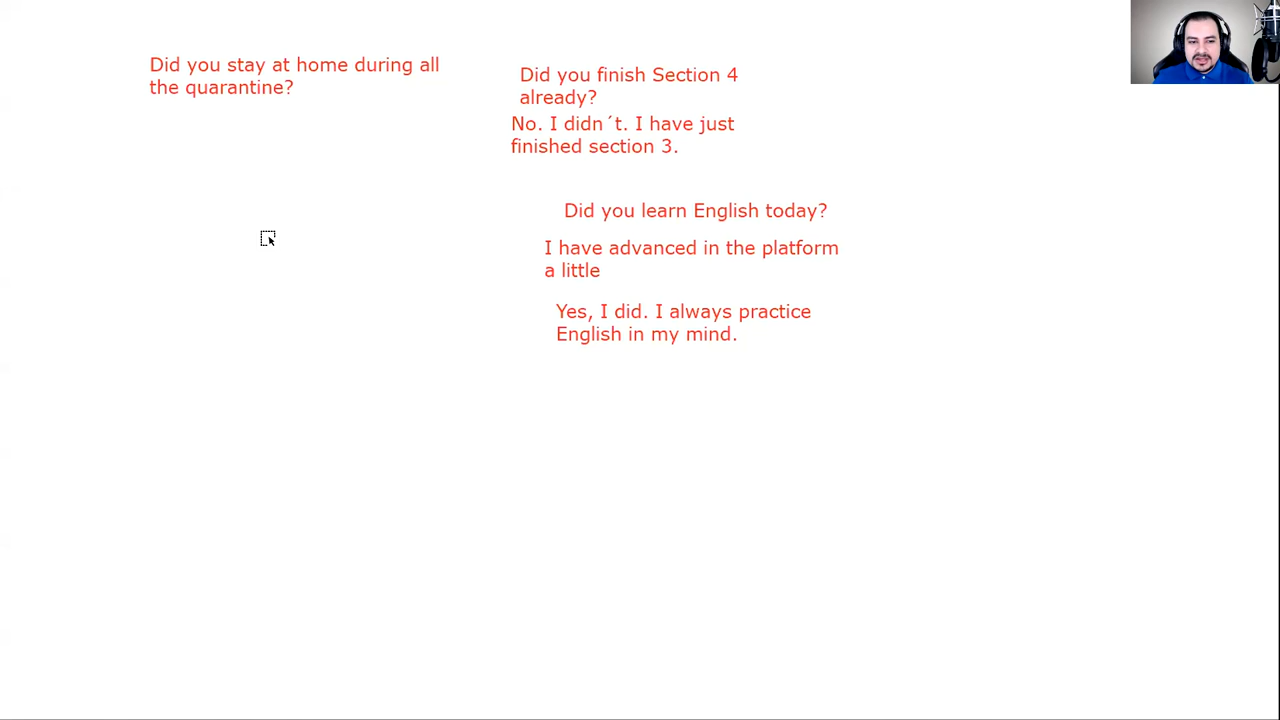 Did you stay at home during all
the quarantine?
Did you finish Section 4
already?
No. I didn´t. I have just
finished section 3.
Did you learn English today?
I have advanced in the platform
a little
Yes, I did. I always practice
English in my mind.